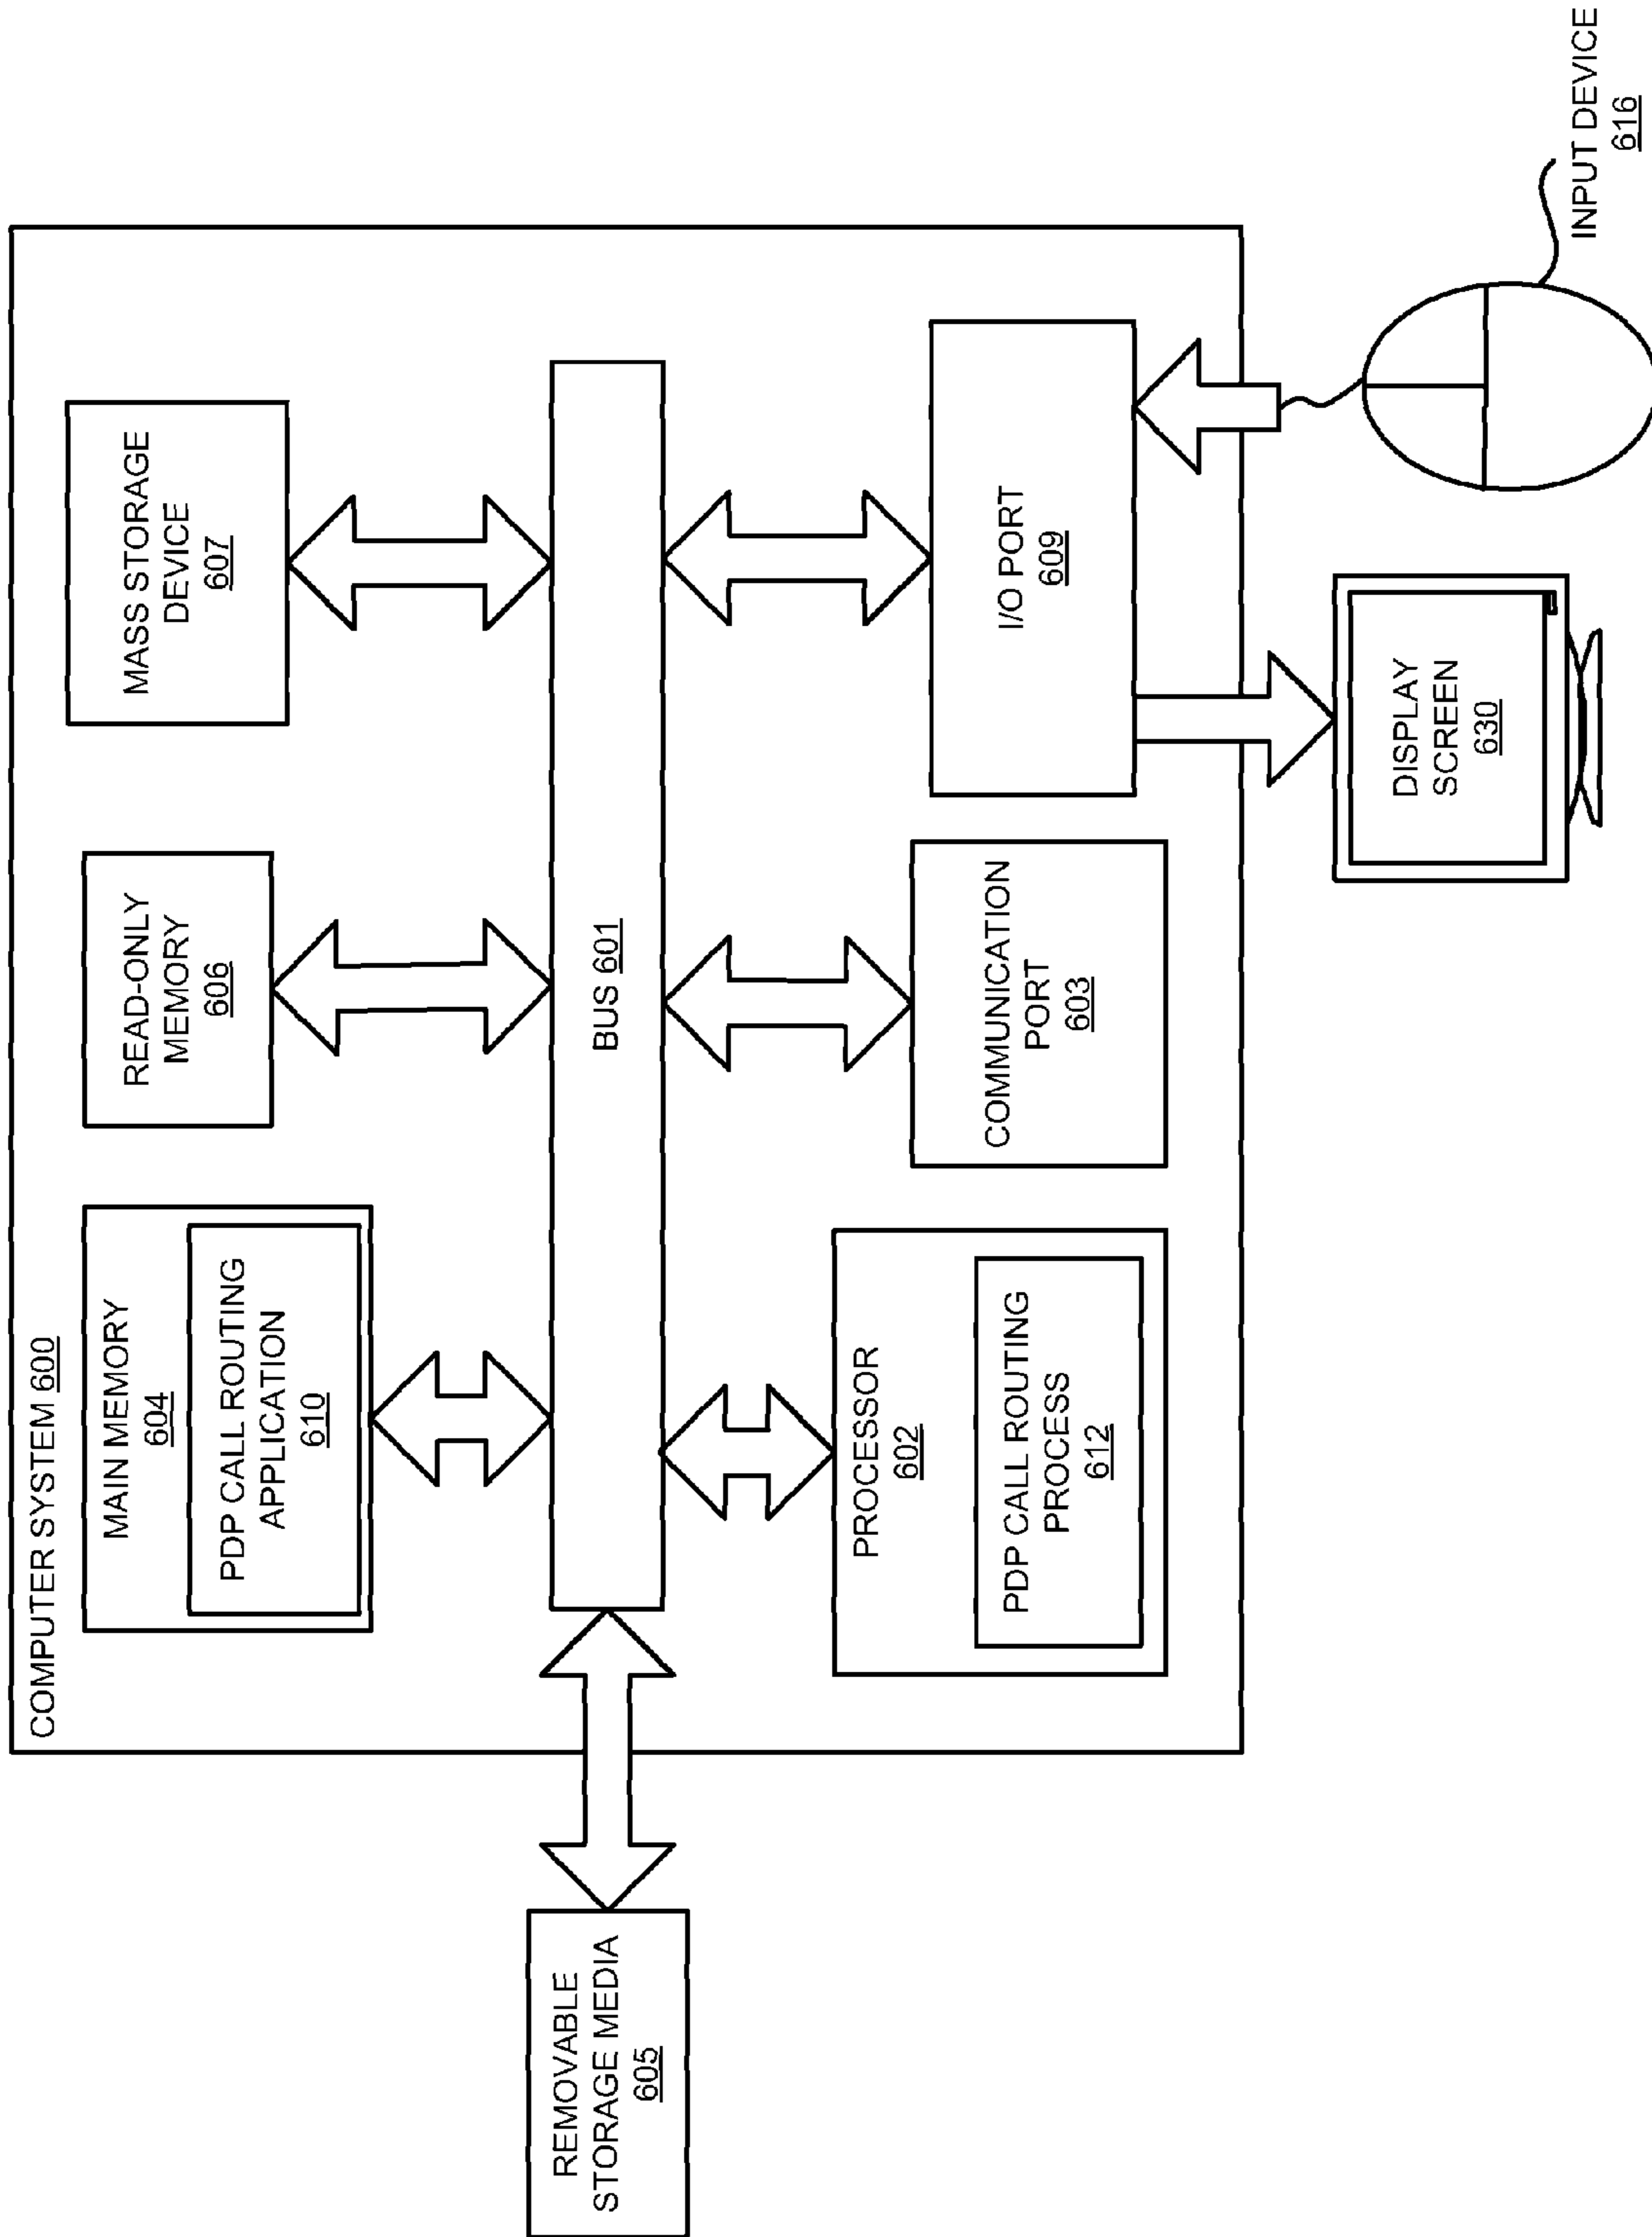 COMPUTER SYSTEM 600
MAIN MEMORY
604
PDP CALL ROUTING
APPLICATION
610
READ-ONLY
MEMORY
606
MASS STORAGE
DEVICE
607
REMOVABLE
STORAGE MEDIA
605
BUS 601
PROCESSOR
602
PDP CALL ROUTING
PROCESS
612
COMMUNICATION
PORT
603
I/O PORT
609
DISPLAY
SCREEN
630
INPUT DEVICE
616